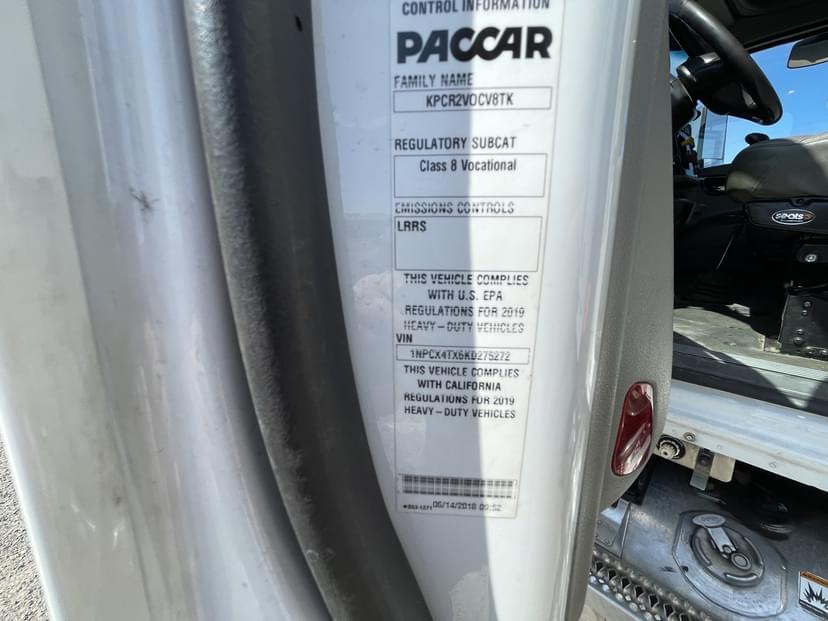 CONTROL INFORMATION
PACCAR
FAMILY NAME
KPCR2VOCV8TK
REGULATORY SUBCAT
Class 8 Vocational
EMISSIONS CONTROLS
LRRS
THIS VEHICLE COMPLIES
WITH U.S. EPA
REGULATIONS FOR 2019
HEAVY-DUTY VEHICLES
VIN
1NPCX4TX6KD275272
THIS VEHICLE COMPLIES
WITH CALIFORNIA
REGULATIONS FOR 2019
HEAVY-DUTY VEHICLES
06/14/2018 09:52
seats